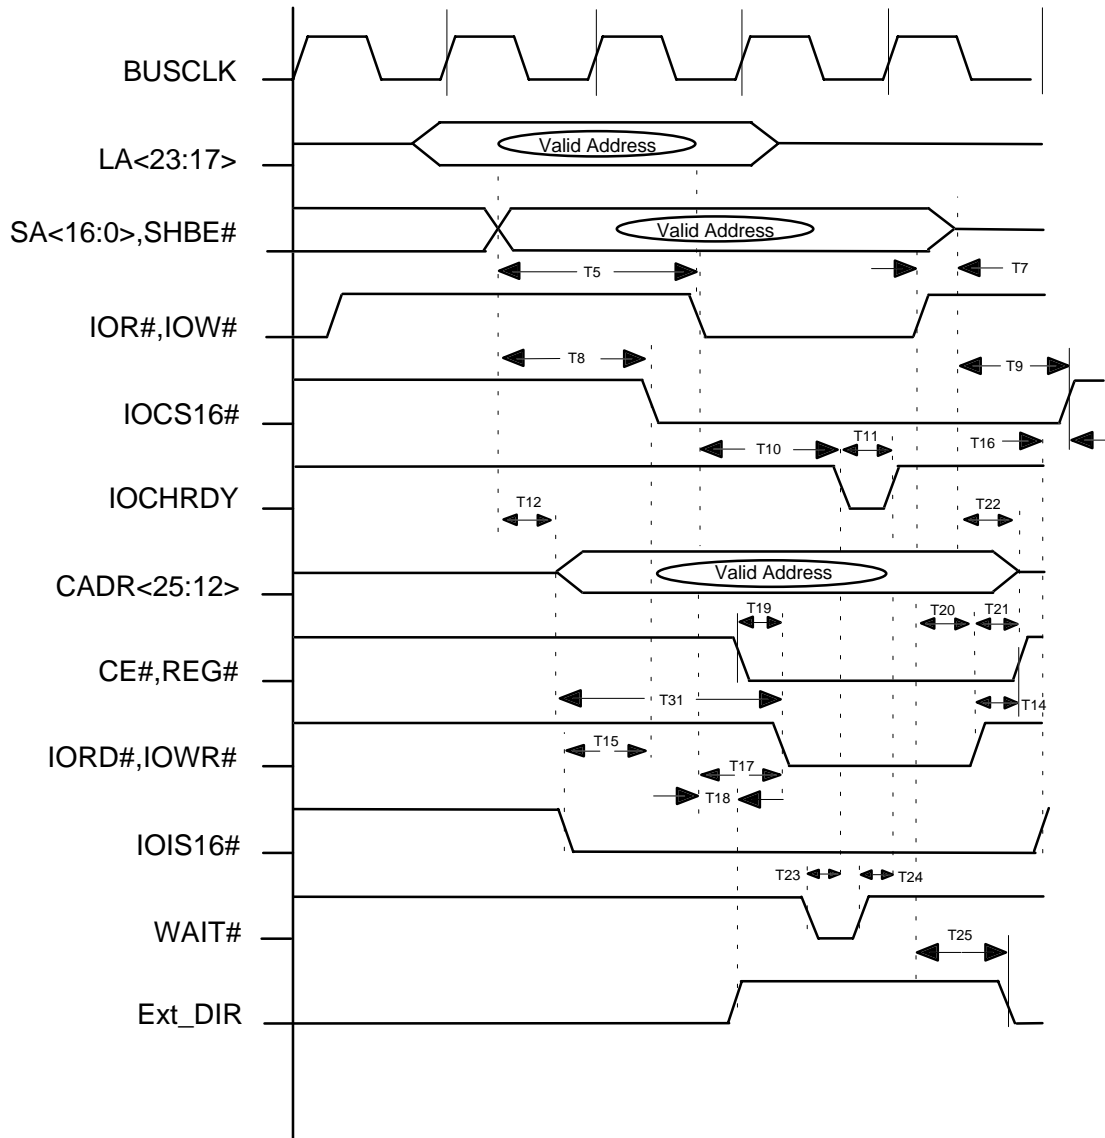 BUSCLK
LA<23:17>
Valid Address
SA<16:0>,SHBE#
Valid Address
T5
T7
IOR#,IOW#
T8
T9
IOCS16#
T10
T11
T16
IOCHRDY
T12
T22
CADR<25:12>
Valid Address
T19
T20
T21
CE#,REG#
T31
T14
IORD#,IOWR#
T15
T17
T18
IOIS16#
T23
T24
WAIT#
T25
Ext_DIR